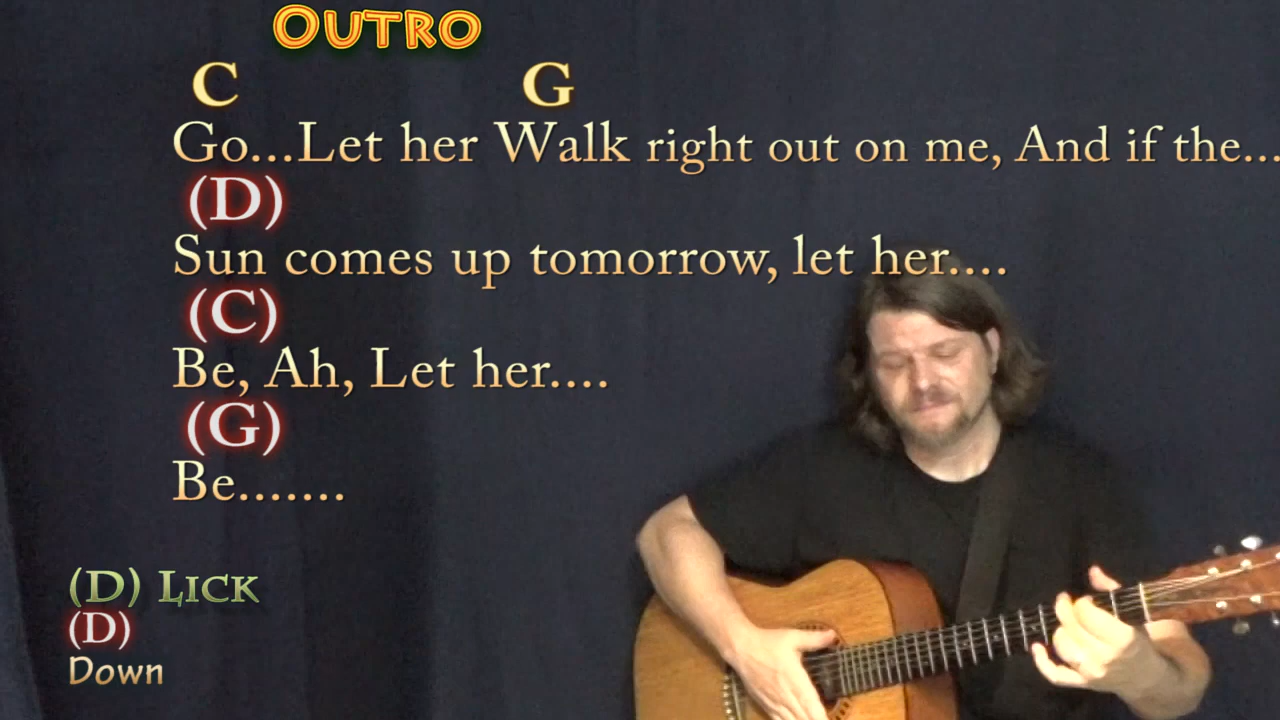 OUTRO
C G
Go...Let her Walk right out on me, And if the...
(D)
Sun comes up tomorrow, let her....
(C)
Be, Ah, Let her....
(G)
Be.......
(D) LICK
(D)
Down